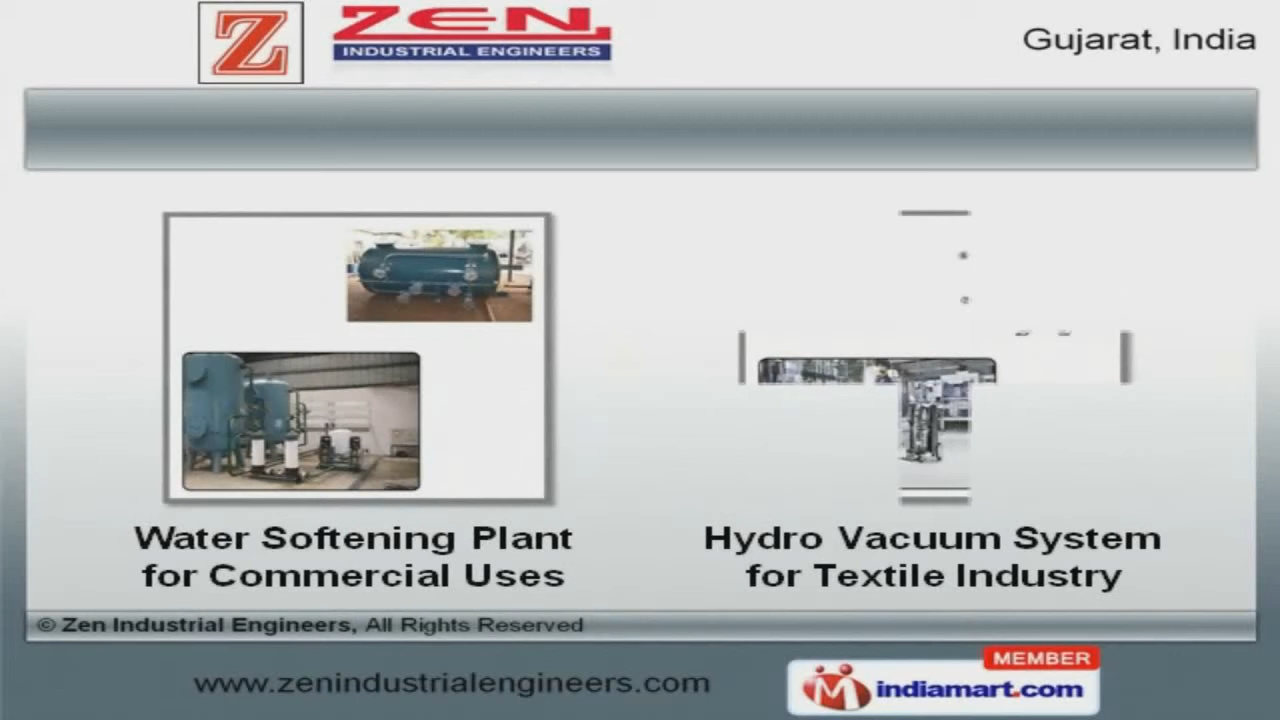 Z
ZEN
INDUSTRIAL ENGINEERS
Gujarat, India
Water Softening Plant
for Commercial Uses
Hydro Vacuum System
for Textile Industry
© Zen Industrial Engineers, All Rights Reserved
www.zenindustrialengineers.com
MEMBER
indiamart.com